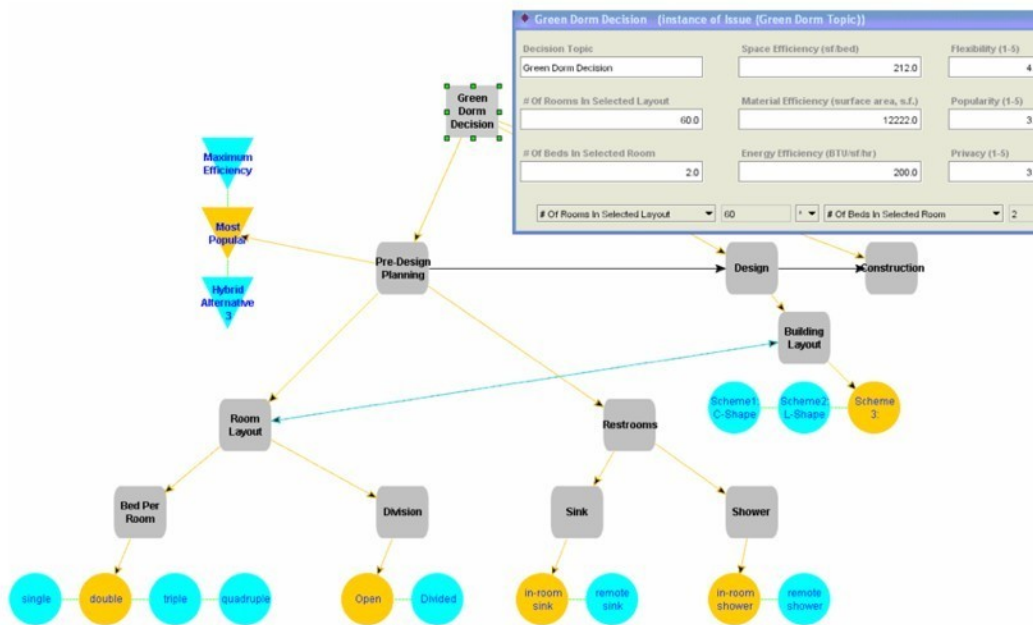 Green Dorm Decision (instance of Issue (Green Dorm Topic))
Decision Topic
Space Efficiency (sf/bed)
Flexibility (1-5)
Green Dorm Decision
212.0
4
# Of Rooms In Selected Layout
Material Efficiency (surface area, s.f.)
Popularity (1-5)
60.0
12222.0
3
# Of Beds In Selected Room
Energy Efficiency (BTU/sf/hr)
Privacy (1-5)
2.0
200.0
3
# Of Rooms In Selected Layout
60
*
# Of Beds In Selected Room
2
Green
Dorm
Decision
Maximum
Efficiency
Most
Popular
Hybrid
Alternative
3
Pre-Design
Planning
Design
Construction
Building
Layout
Scheme1:
C-Shape
Scheme2:
L-Shape
Scheme
3:
Room
Layout
Restrooms
Bed Per
Room
Division
Sink
Shower
single
double
triple
quadruple
Open
Divided
in-room
sink
remote
sink
in-room
shower
remote
shower